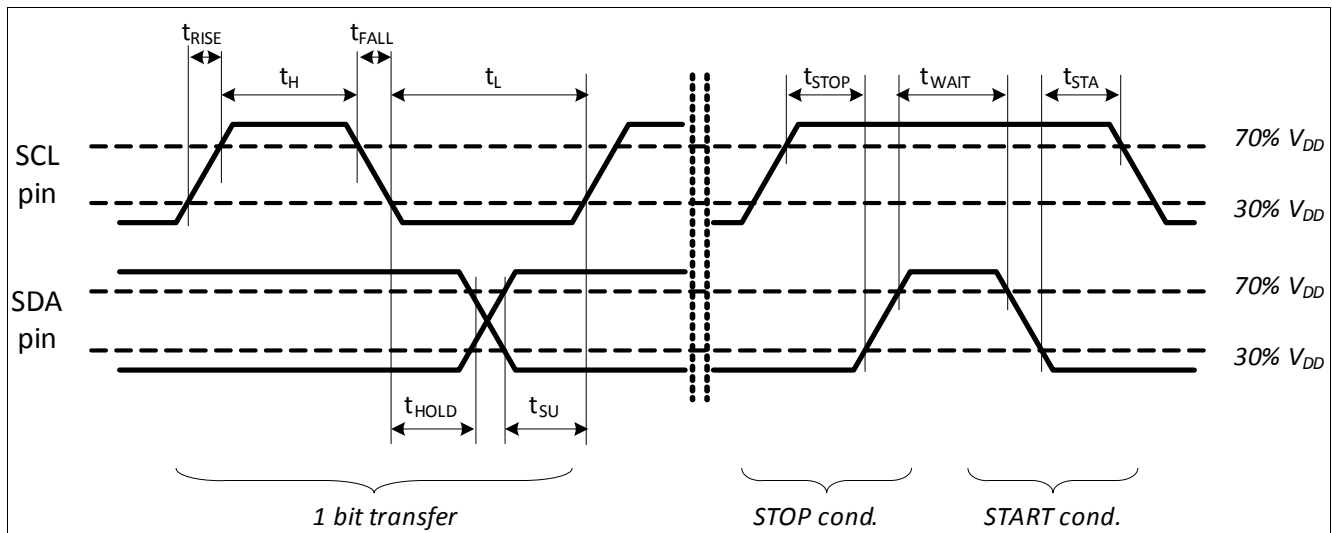 tRISE tFALL
tH tL tSTOP tWAIT tSTA
SCL pin
70% VDD
30% VDD
SDA pin
70% VDD
30% VDD
tHOLD tSU
1 bit transfer STOP cond. START cond.